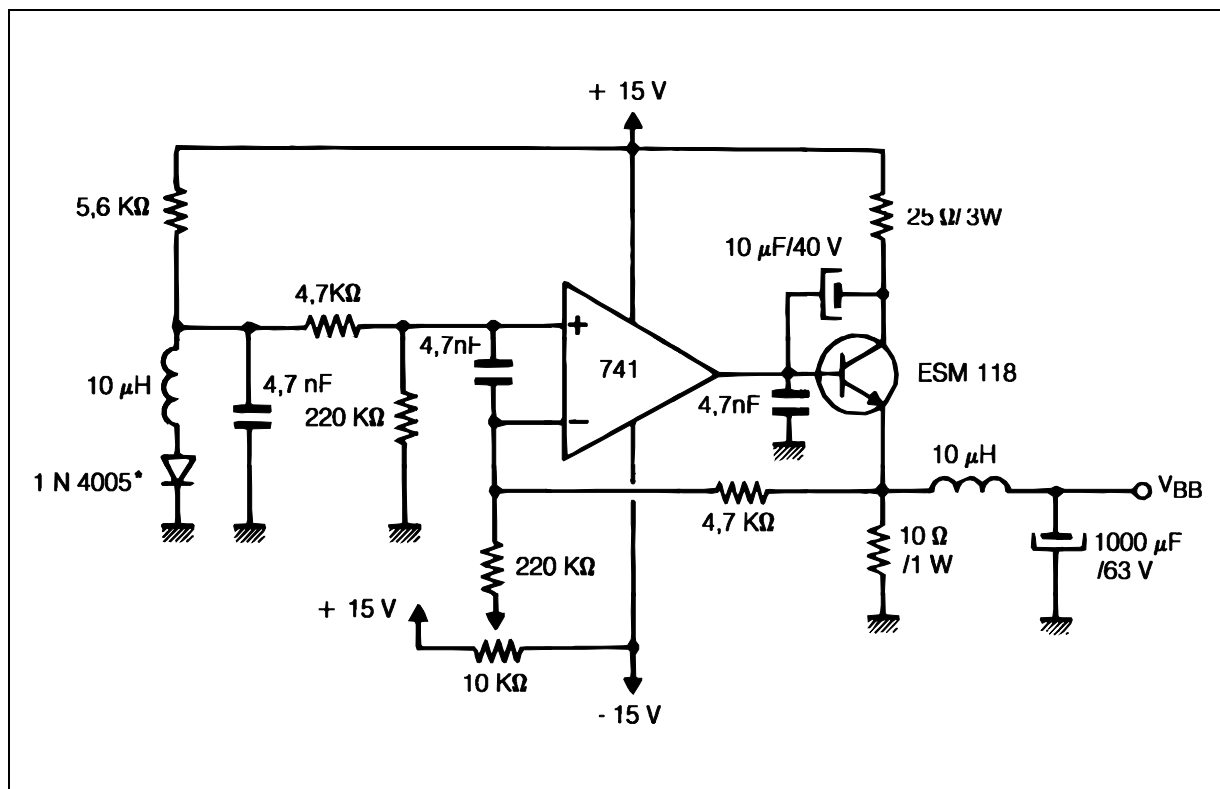 + 15 V
5,6 KΩ
25 Ω/3W
10 μF/40 V
4,7KΩ
+
4,7nF
741
10 μH
4,7 nF
220 KΩ
-
4,7nF
ESM 118
1 N 4005*
10 μH
V_BB
4,7 KΩ
10 Ω
/1 W
1000 μF
/63 V
220 KΩ
+ 15 V
10 KΩ
- 15 V